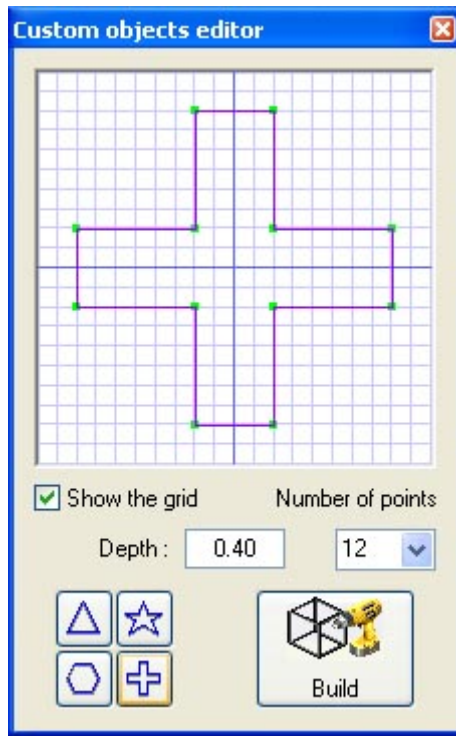 Custom objects editor
Show the grid Number of points
Depth : 0.40 12
Build